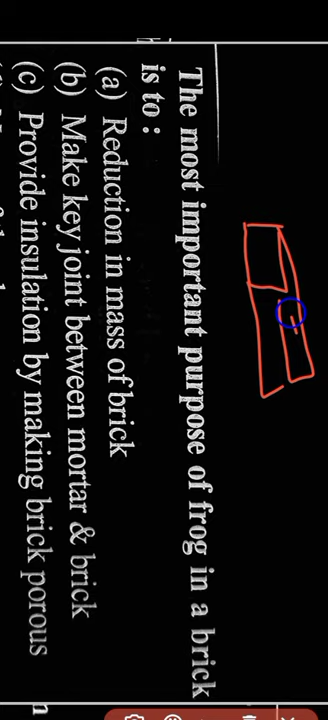 The most important purpose of frog in a brick
is to :
(a) Reduction in mass of brick
(b) Make key joint between mortar & brick
(c) Provide insulation by making brick porous